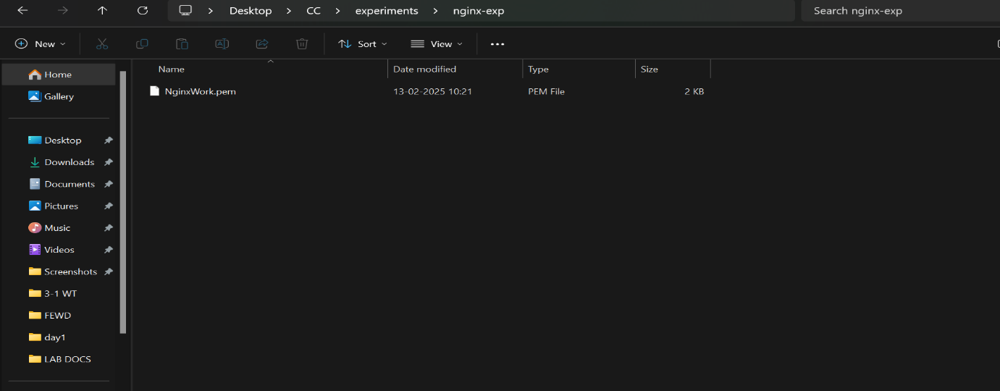 Desktop CC experiments nginx-exp Search nginx-exp
New Sort View
Name Date modified Type Size
NginxWork.pem 13-02-2025 10:21 PEM File 2 KB
Home
Gallery
Desktop
Downloads
Documents
Pictures
Music
Videos
Screenshots
3-1 WT
FEWD
day1
LAB DOCS